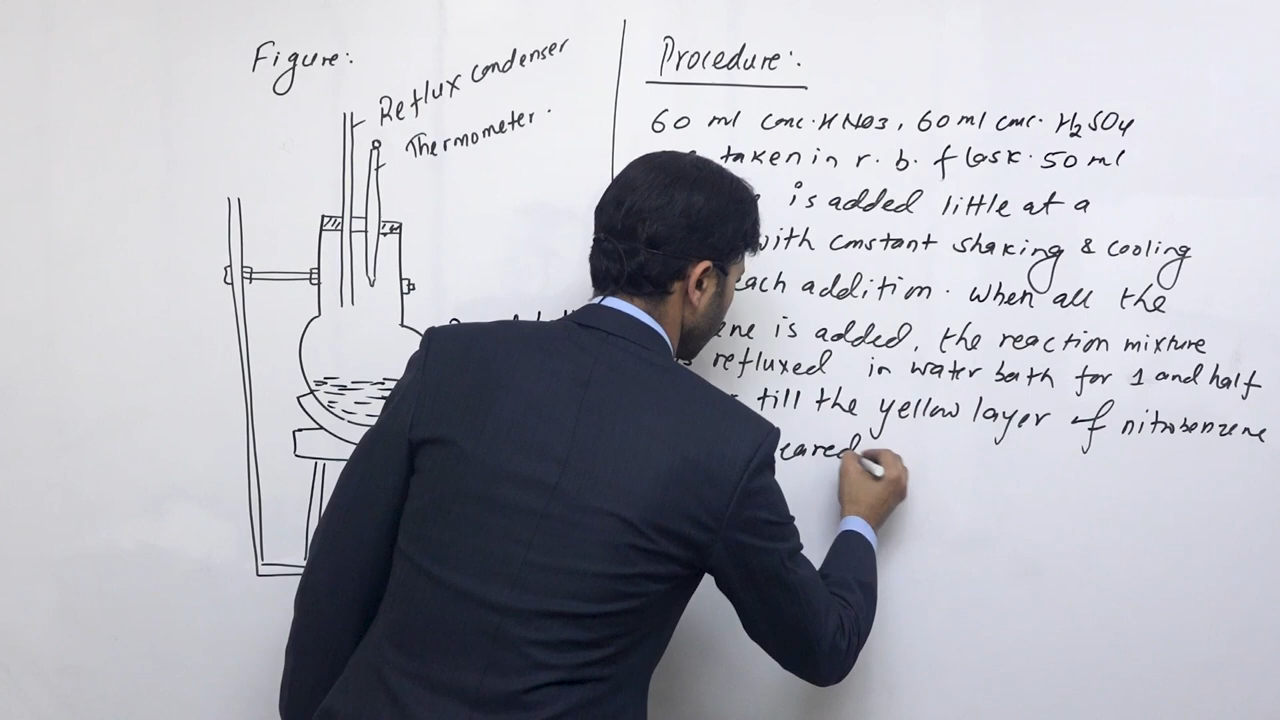 Figure:
Reflux condenser
Thermometer.
Procedure:
60 ml conc. HNO3, 60 ml conc. H2SO4
taken in r. b. flask. 50 ml
is added little at a
with constant shaking & cooling
each addition. When all the
is added, the reaction mixture
refluxed in water bath for 1 and half
till the yellow layer of nitrobenzene